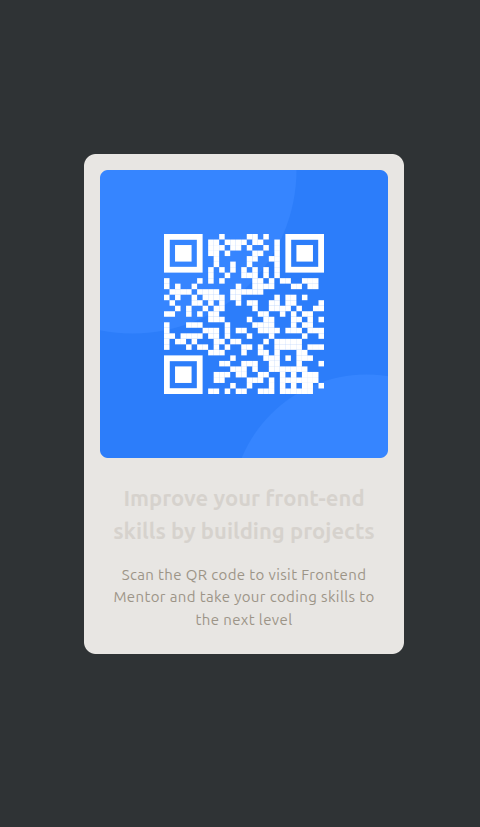 Improve your front-end
skills by building projects
Scan the QR code to visit Frontend
Mentor and take your coding skills to
the next level